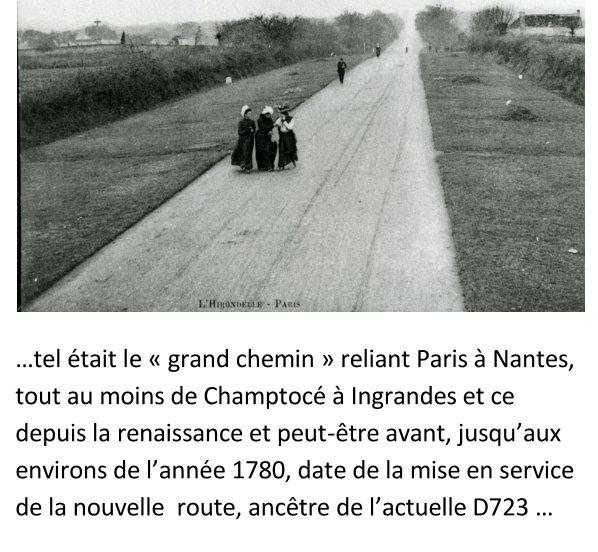 L'HIRONDELLE - PARIS
...tel était le « grand chemin » reliant Paris à Nantes,
tout au moins de Champtocé à Ingrandes et ce
depuis la renaissance et peut-être avant, jusqu'aux
environs de l'année 1780, date de la mise en service
de la nouvelle  route, ancêtre de l'actuelle D723 ...